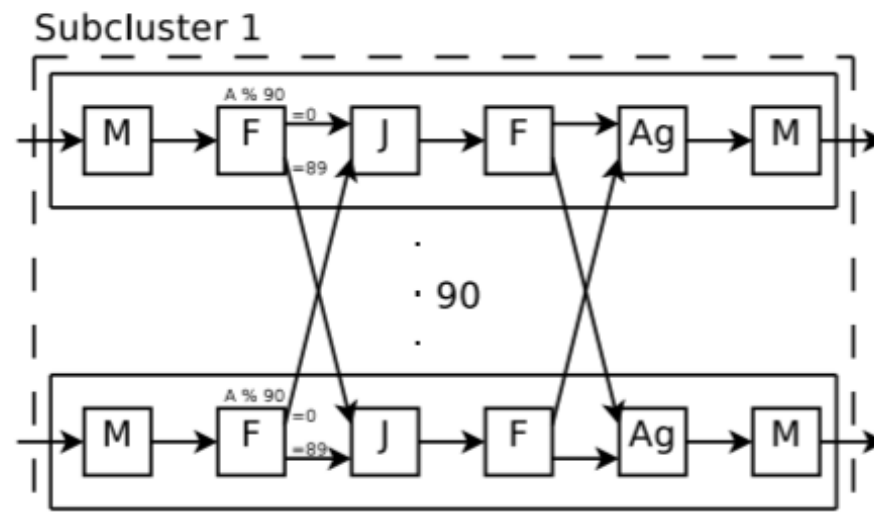 Subcluster 1
A % 90
M F =0 J F Ag M
=89
. 
. 90
.
A % 90
M F =0 J F Ag M
=89